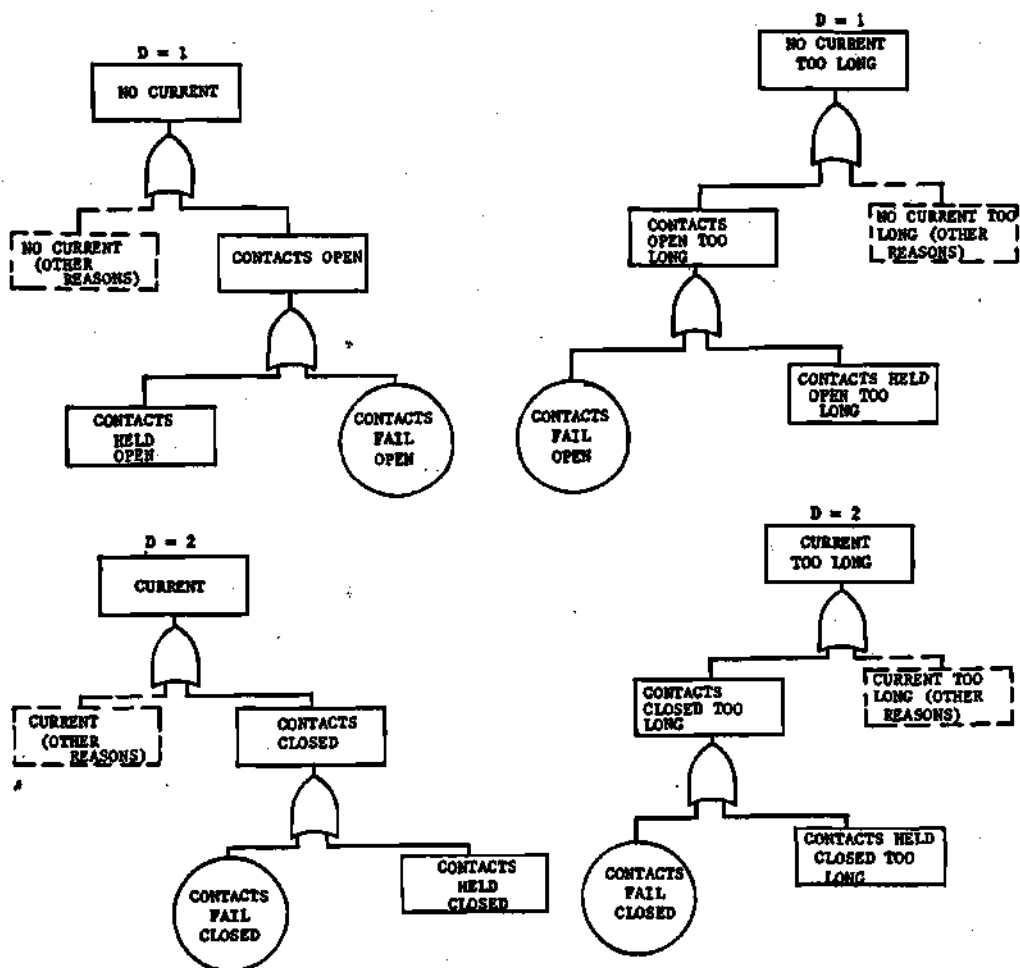 D = 1
NO CURRENT
NO CURRENT
(OTHER
REASONS)
CONTACTS OPEN
CONTACTS
HELD
OPEN
CONTACTS
FAIL
OPEN
D = 1
NO CURRENT
TOO LONG
CONTACTS
OPEN TOO
LONG
NO CURRENT TOO
LONG (OTHER
REASONS)
CONTACTS
FAIL
OPEN
CONTACTS HELD
OPEN TOO
LONG
D = 2
CURRENT
CURRENT
(OTHER
REASONS)
CONTACTS
CLOSED
CONTACTS
FAIL
CLOSED
CONTACTS
HELD
CLOSED
D = 2
CURRENT
TOO LONG
CONTACTS
CLOSED TOO
LONG
CURRENT TOO
LONG (OTHER
REASONS)
CONTACTS
FAIL
CLOSED
CONTACTS HELD
CLOSED TOO
LONG